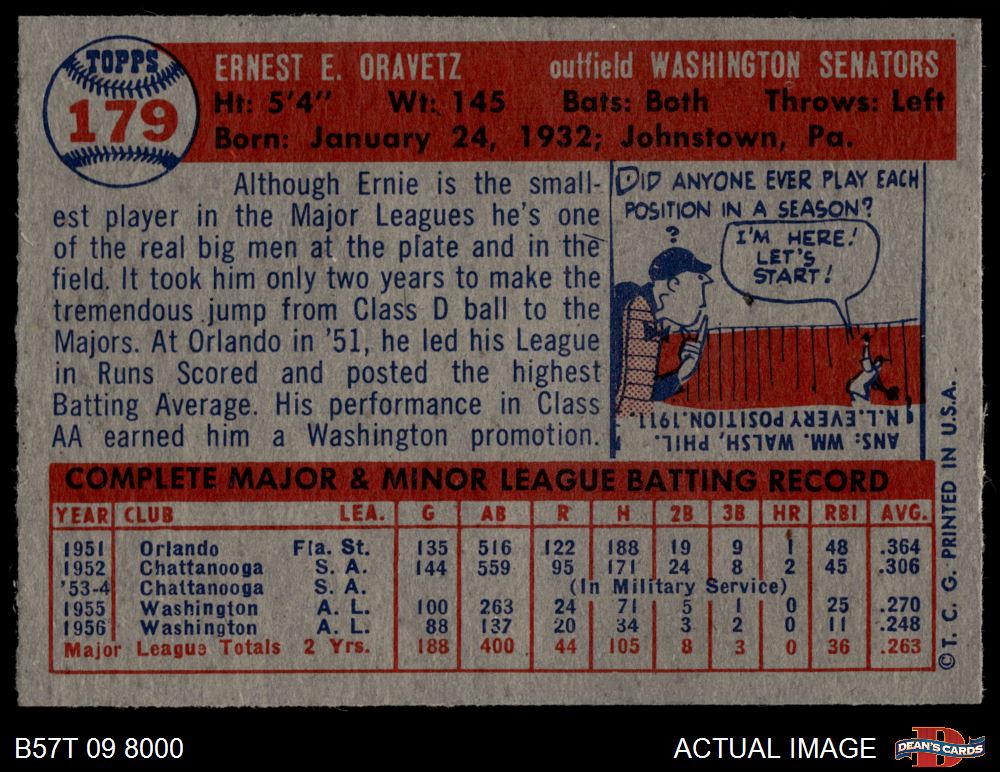 TOPPS
179
ERNEST E. ORAVETZ outfield WASHINGTON SENATORS
Ht: 5'4" Wt: 145 Bats: Both Throws: Left
Born: January 24, 1932; Johnstown, Pa.
Although Ernie is the small-
est player in the Major Leagues he's one
of the real big men at the plate and in the
field. It took him only two years to make the
tremendous jump from Class D ball to the
Majors. At Orlando in '51, he led his League
in Runs Scored and posted the highest
Batting Average. His performance in Class
AA earned him a Washington promotion.
DID ANYONE EVER PLAY EACH
POSITION IN A SEASON?
?
I'M HERE!
LET'S
START!
ANS: WM. WALSH, PHIL.
N.L. EVERY POSITION. 1911.
COMPLETE MAJOR & MINOR LEAGUE BATTING RECORD
YEAR CLUB LEA. G AB R H 2B 3B HR RBI AVG.
1951 Orlando Fla. St. 135 516 122 188 19 9 1 48 .364
1952 Chattanooga S. A. 144 559 95 171 24 8 2 45 .306
'53-4 Chattanooga S. A. (In Military Service)
1955 Washington A. L. 100 263 24 71 5 1 0 25 .270
1956 Washington A. L. 88 137 20 34 3 2 0 11 .248
Major League Totals 2 Yrs. 188 400 44 105 8 3 0 36 .263
© T. C. G. PRINTED IN U.S.A.
B57T 09 8000
ACTUAL IMAGE
D
DEAN'S CARDS